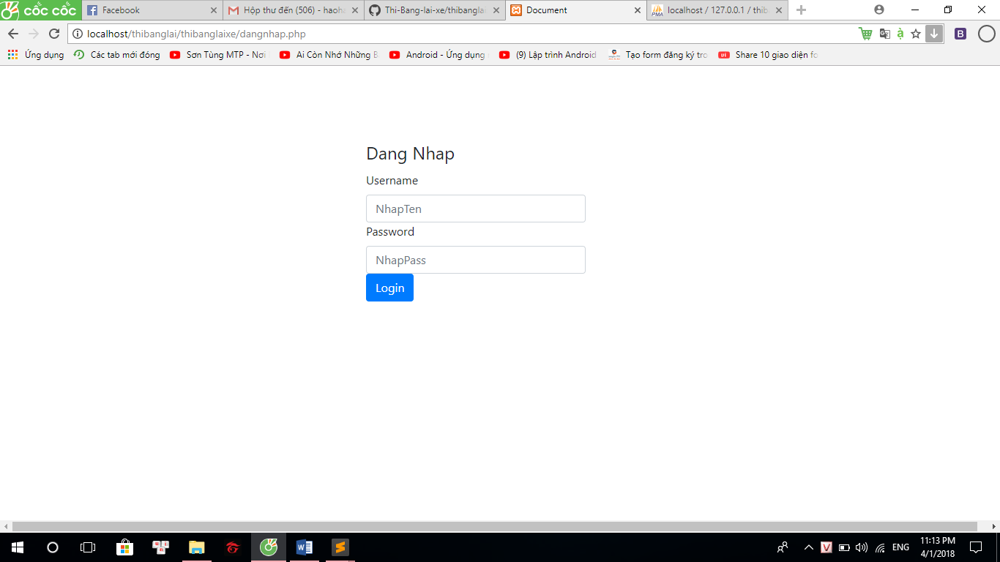 cốc cốc
Facebook
Hộp thư đến (506) - haoha
Thi-Bang-lai-xe/thibanglai
Document
localhost / 127.0.0.1 / thib
localhost/thibanglai/thibanglaixe/dangnhap.php
Ứng dụng
Các tab mới đóng
Sơn Tùng MTP - Nơi
Ai Còn Nhớ Những
Android - Ứng dụng
(9) Lập trình Android
Tạo form đăng ký tro
Share 10 giao diện fo
Dang Nhap
Username
NhapTen
Password
NhapPass
Login
ENG
11:13 PM
4/1/2018